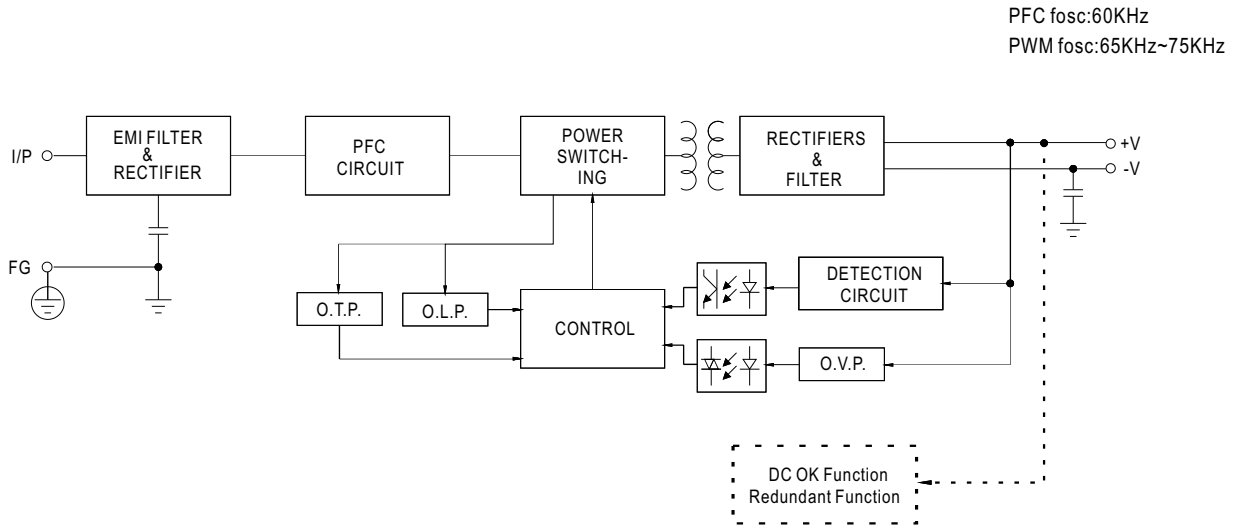 PFC fosc:60KHz
PWM fosc:65KHz~75KHz
I/P
EMI FILTER
&
RECTIFIER
PFC
CIRCUIT
POWER
SWITCH-
ING
RECTIFIERS
&
FILTER
+V
-V
FG
O.T.P.
O.L.P.
CONTROL
DETECTION
CIRCUIT
O.V.P.
DC OK Function
Redundant Function